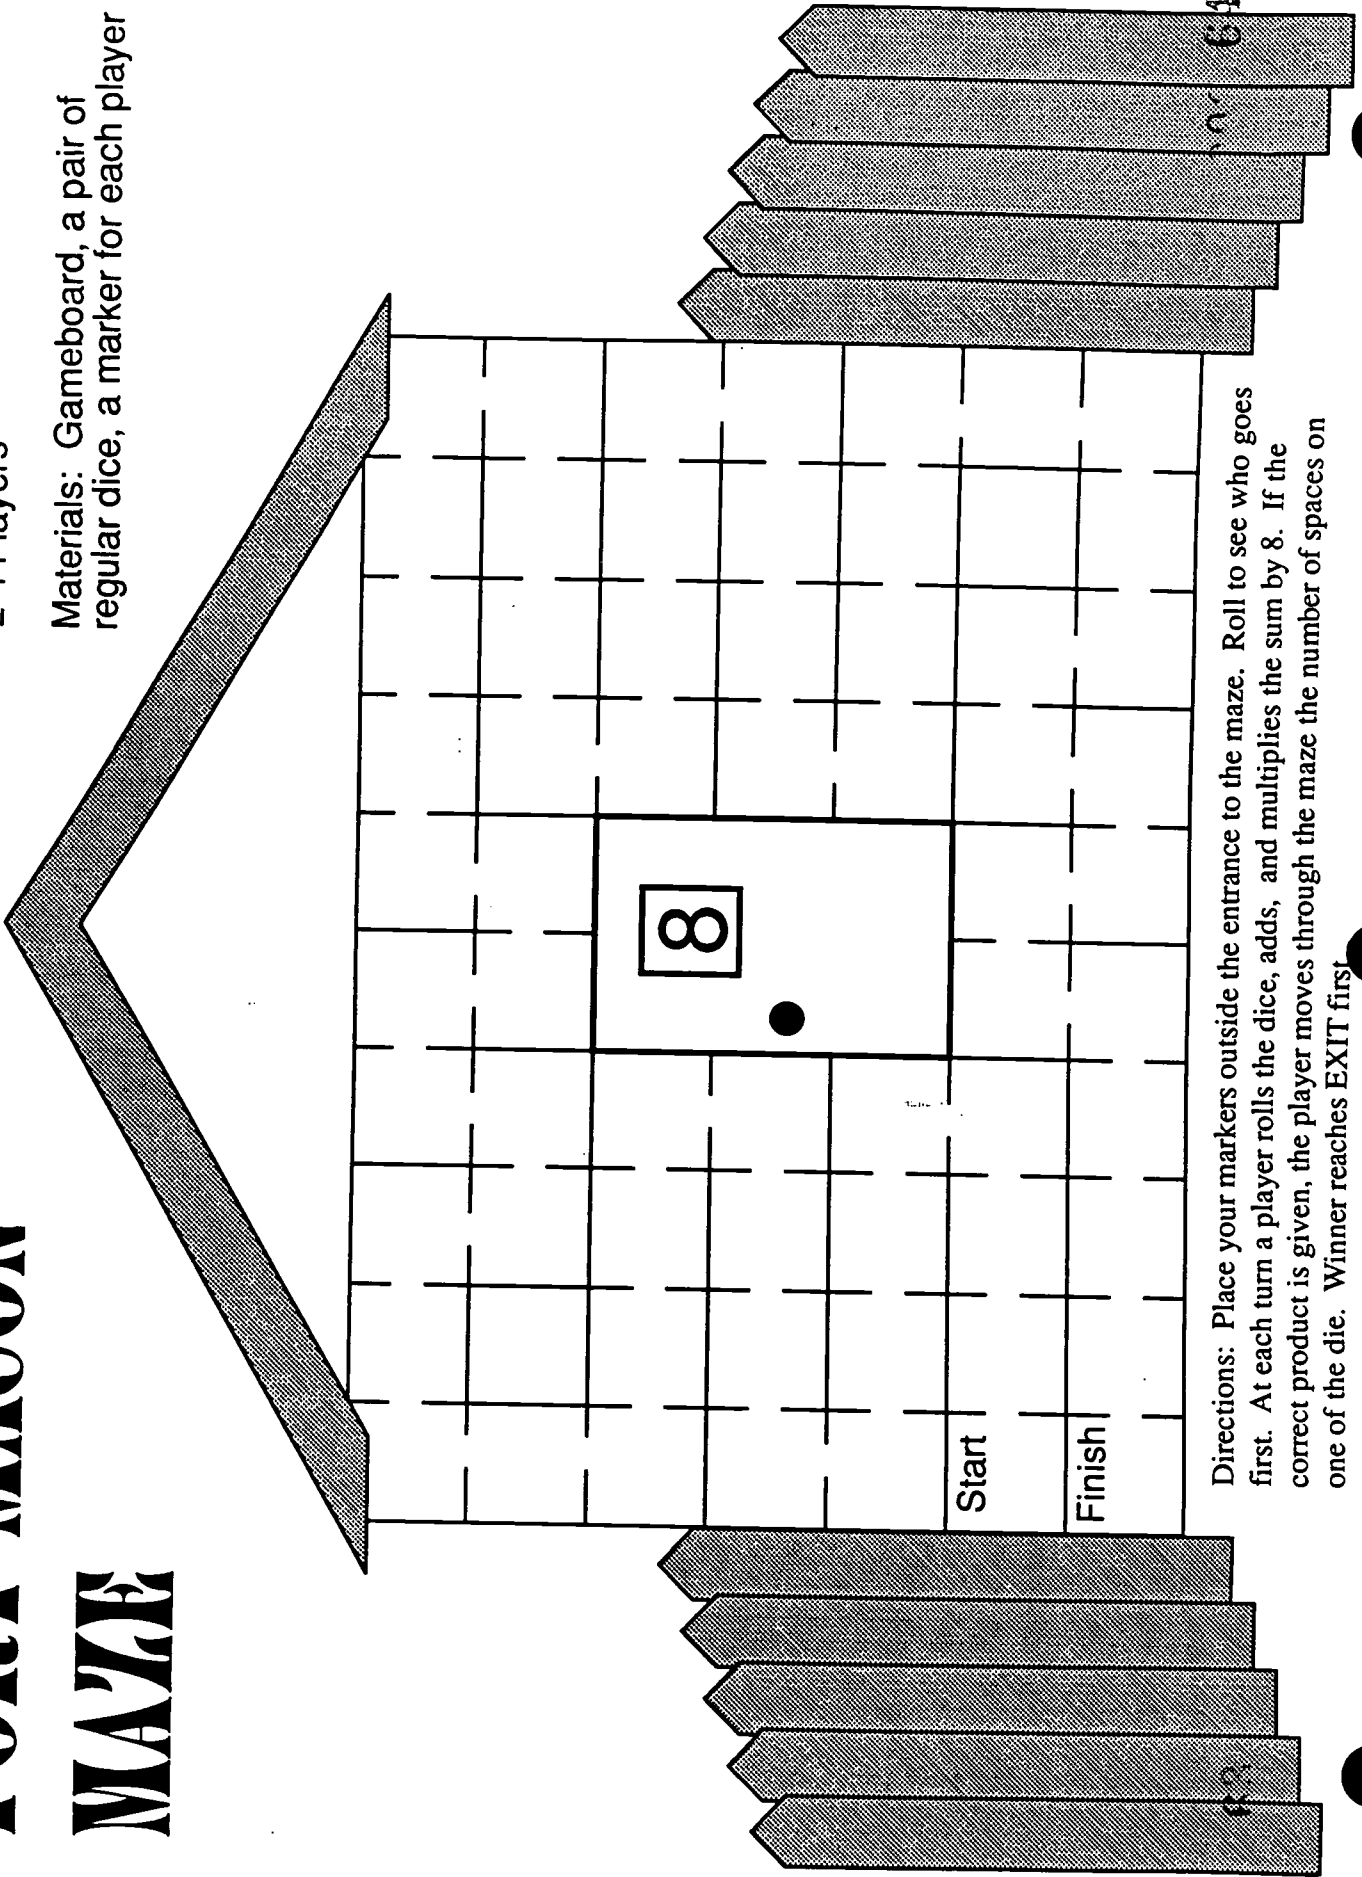 MAZE
Materials: Gameboard, a pair of
regular dice, a marker for each player
8
Start
Finish
Directions: Place your markers outside the entrance to the maze. Roll to see who goes
first. At each turn a player rolls the dice, adds, and multiplies the sum by 8. If the
correct product is given, the player moves through the maze the number of spaces on
one of the die. Winner reaches EXIT first